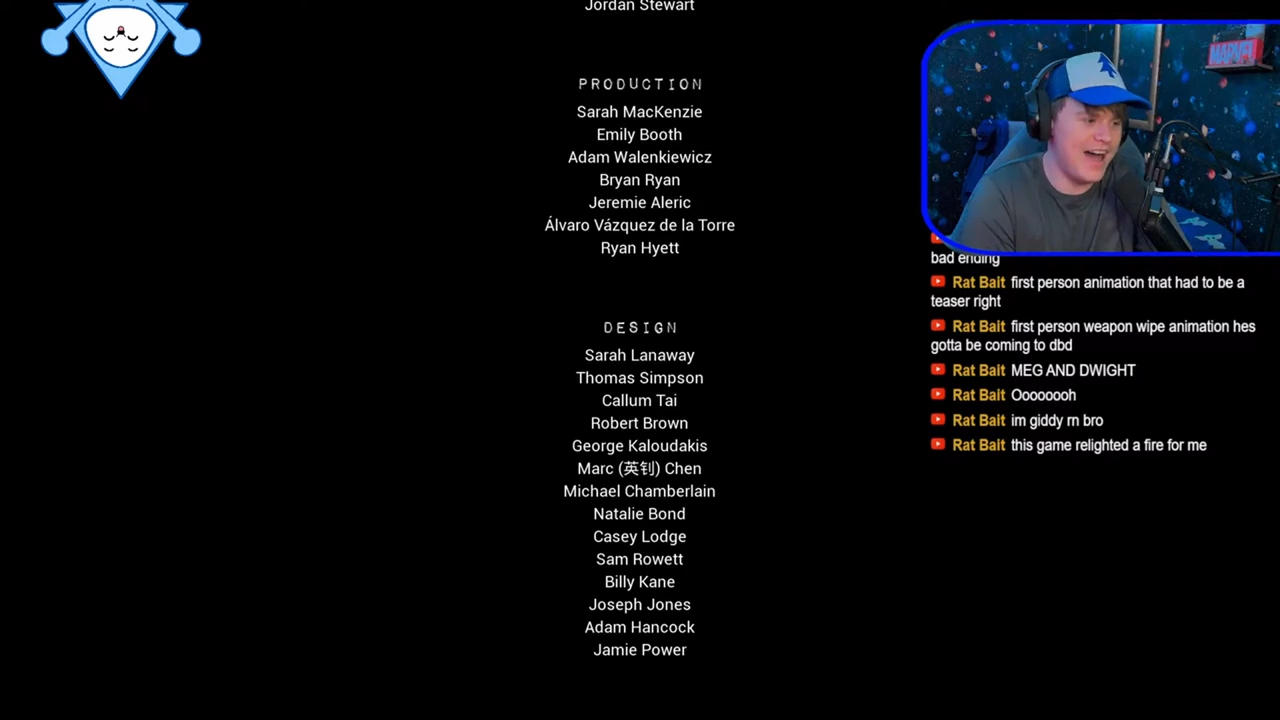 Jordan Stewart
PRODUCTION
Sarah MacKenzie
Emily Booth
Adam Walenkiewicz
Bryan Ryan
Jeremie Aleric
Álvaro Vázquez de la Torre
Ryan Hyett
DESIGN
Sarah Lanaway
Thomas Simpson
Callum Tai
Robert Brown
George Kaloudakis
Marc (英钊) Chen
Michael Chamberlain
Natalie Bond
Casey Lodge
Sam Rowett
Billy Kane
Joseph Jones
Adam Hancock
Jamie Power
MARVEL
bad ending
Rat Bait first person animation that had to be a
teaser right
Rat Bait first person weapon wipe animation hes
gotta be coming to dbd
Rat Bait MEG AND DWIGHT
Rat Bait Oooooooh
Rat Bait im giddy rn bro
Rat Bait this game relighted a fire for me